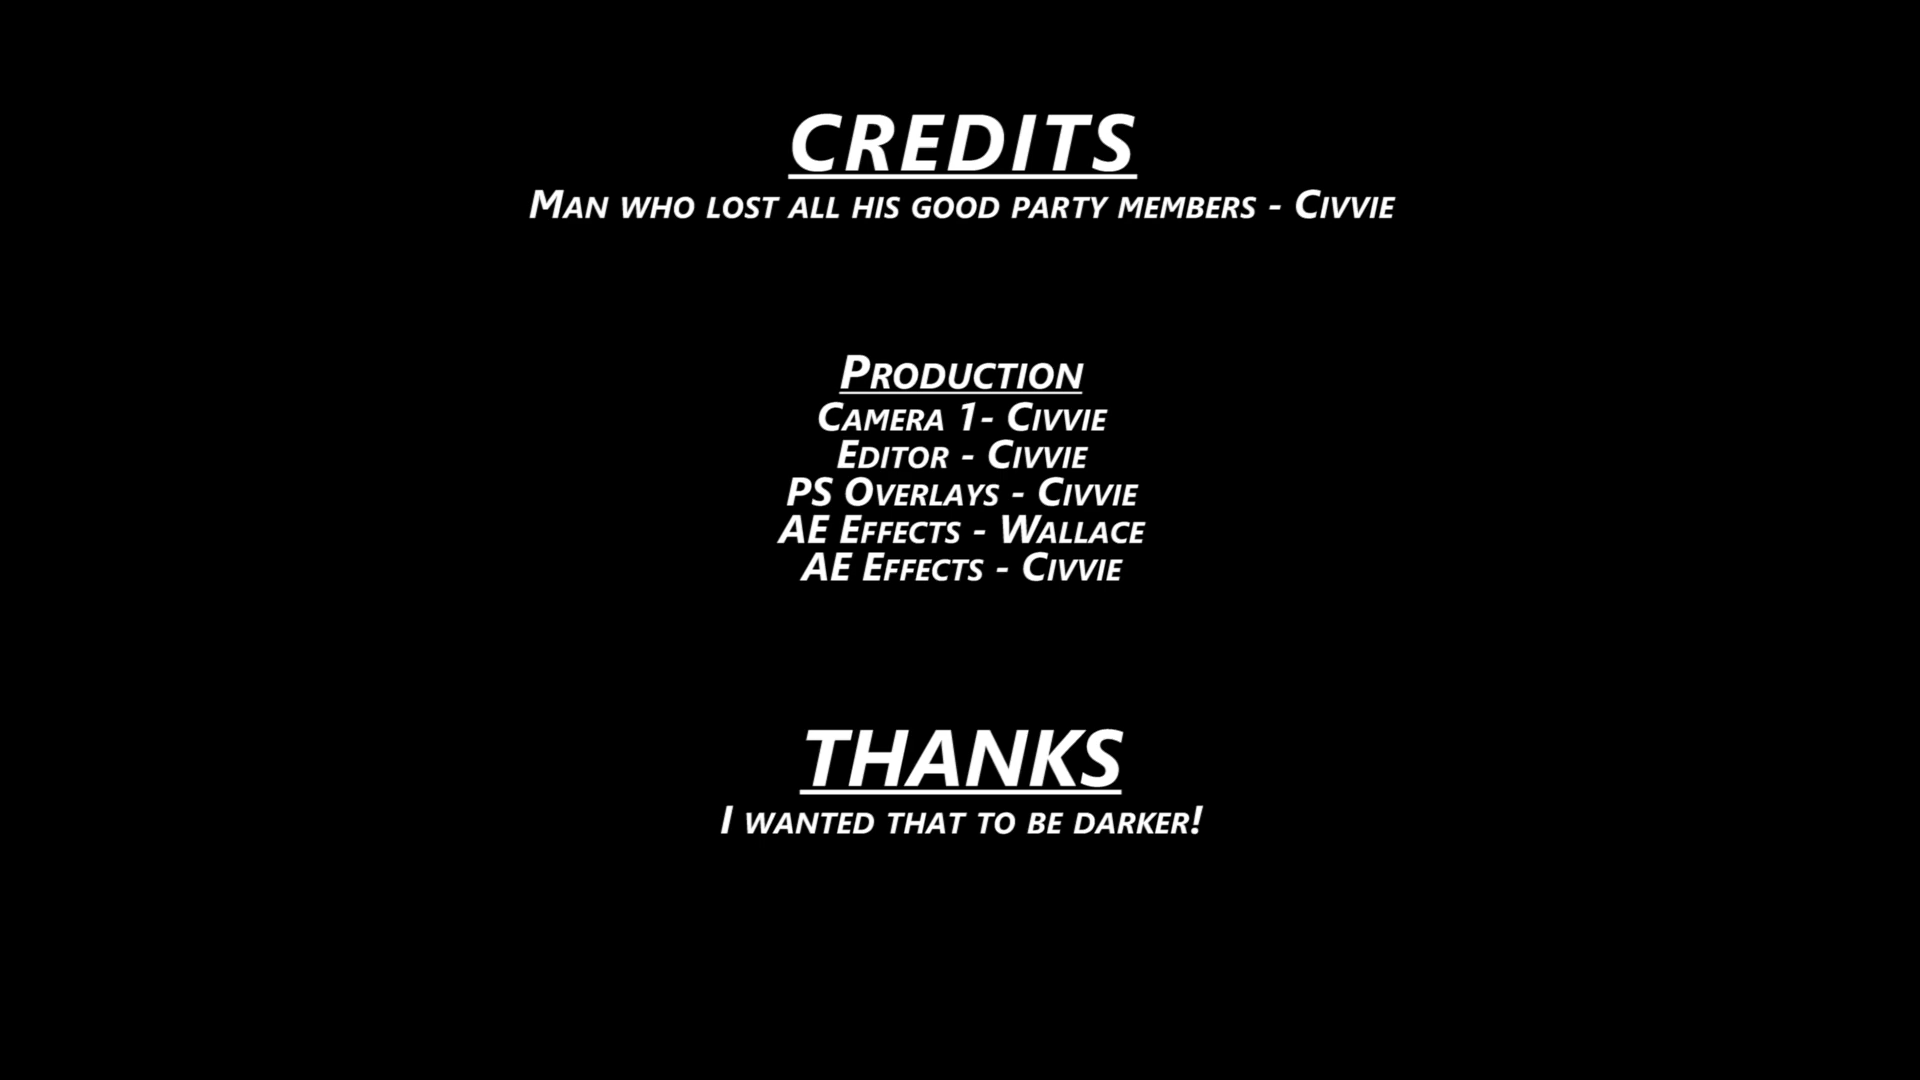 CREDITS
Man who lost all his good party members - Civvie
Production
Camera 1- Civvie
Editor - Civvie
PS Overlays - Civvie
AE Effects - Wallace
AE Effects - Civvie
THANKS
I wanted that to be darker!